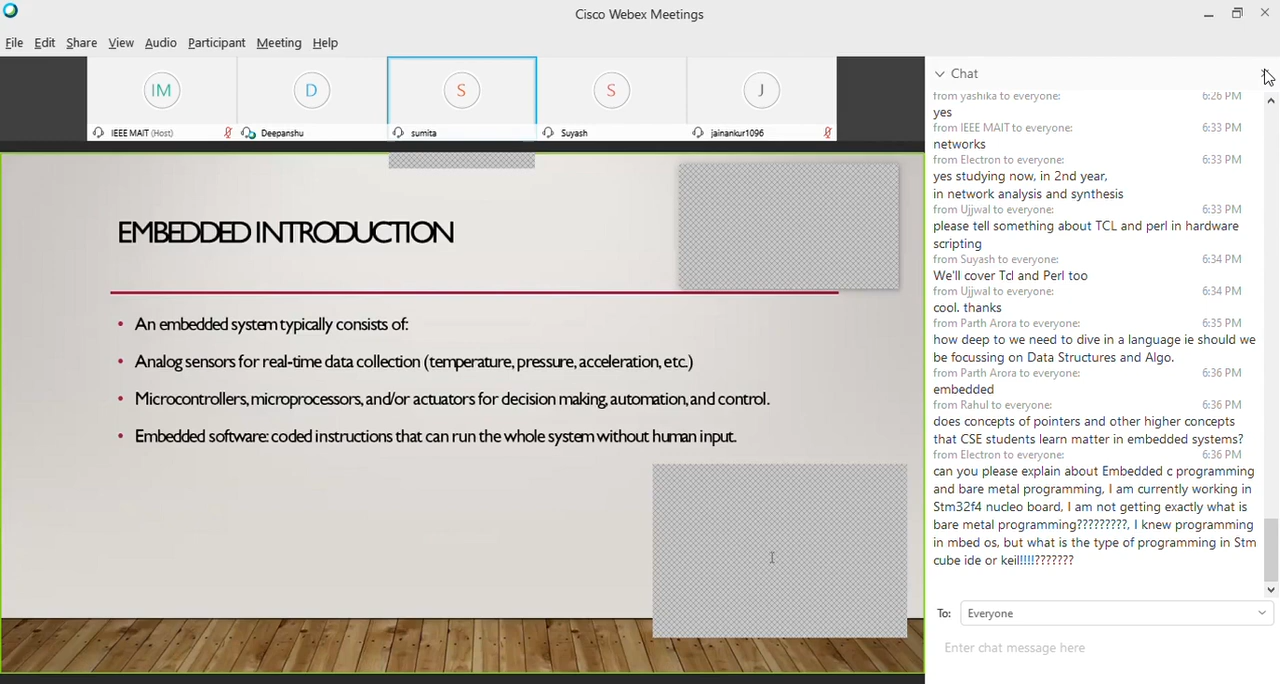 Cisco Webex Meetings
File Edit Share View Audio Participant Meeting Help
IM D S S J
IEEE MAIT (Host) Deepanshu sumita Suyash jainankur1096
EMBEDDED INTRODUCTION
• An embedded system typically consists of:
• Analog sensors for real-time data collection (temperature, pressure, acceleration, etc.)
• Microcontrollers, microprocessors, and/or actuators for decision making, automation, and control.
• Embedded software: coded instructions that can run the whole system without human input.
Chat
from yashika to everyone: 6:26 PM
yes
from IEEE MAIT to everyone: 6:33 PM
networks
from Electron to everyone: 6:33 PM
yes studying now, in 2nd year,
in network analysis and synthesis
from Ujjwal to everyone: 6:33 PM
please tell something about TCL and perl in hardware
scripting
from Suyash to everyone: 6:34 PM
We'll cover Tcl and Perl too
from Ujjwal to everyone: 6:34 PM
cool. thanks
from Parth Arora to everyone: 6:35 PM
how deep to we need to dive in a language ie should we
be focussing on Data Structures and Algo.
from Parth Arora to everyone: 6:36 PM
embedded
from Rahul to everyone: 6:36 PM
does concepts of pointers and other higher concepts
that CSE students learn matter in embedded systems?
from Electron to everyone: 6:36 PM
can you please explain about Embedded c programming
and bare metal programming, I am currently working in
Stm32f4 nucleo board, I am not getting exactly what is
bare metal programming?????????, I knew programming
in mbed os, but what is the type of programming in Stm
cube ide or keil!!!!???????
To: Everyone
Enter chat message here